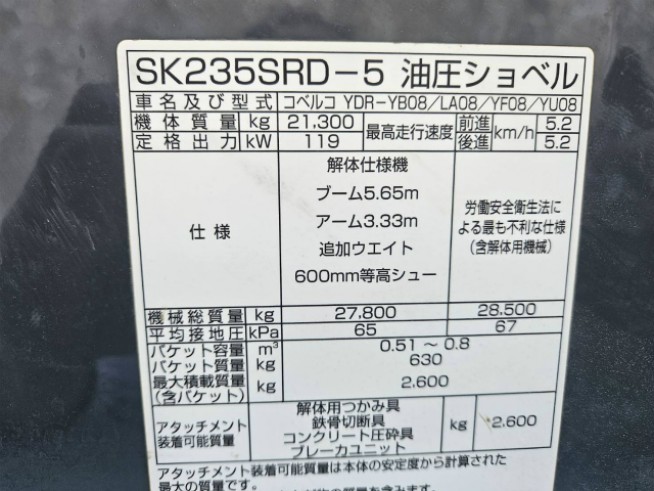 SK235SRD-5 油圧ショベル
車名及び型式 コベルコ YDR-YB08/LA08/YF08/YU08
機体質量 kg 21,300 最高走行速度 前進 km/h 5.2
定格出力 kW 119 後進 5.2
仕様 解体仕様機 ブーム5.65m アーム3.33m 追加ウエイト 600mm等高シュー
労働安全衛生法に
よる最も不利な仕様
(含解体用機械)
機械総質量 kg 27.800 28.500
平均接地圧 kPa 65 67
バケット容量 m³ 0.51 ~ 0.8
バケット質量 kg 630
最大積載質量 kg 2.600
(含バケット)
アタッチメント
装着可能質量
解体用つかみ具
鉄骨切断具
コンクリート圧砕具
ブレーカユニット
kg 2.600
アタッチメント装着可能質量は本体の安定度から計算された
最大の質量です。